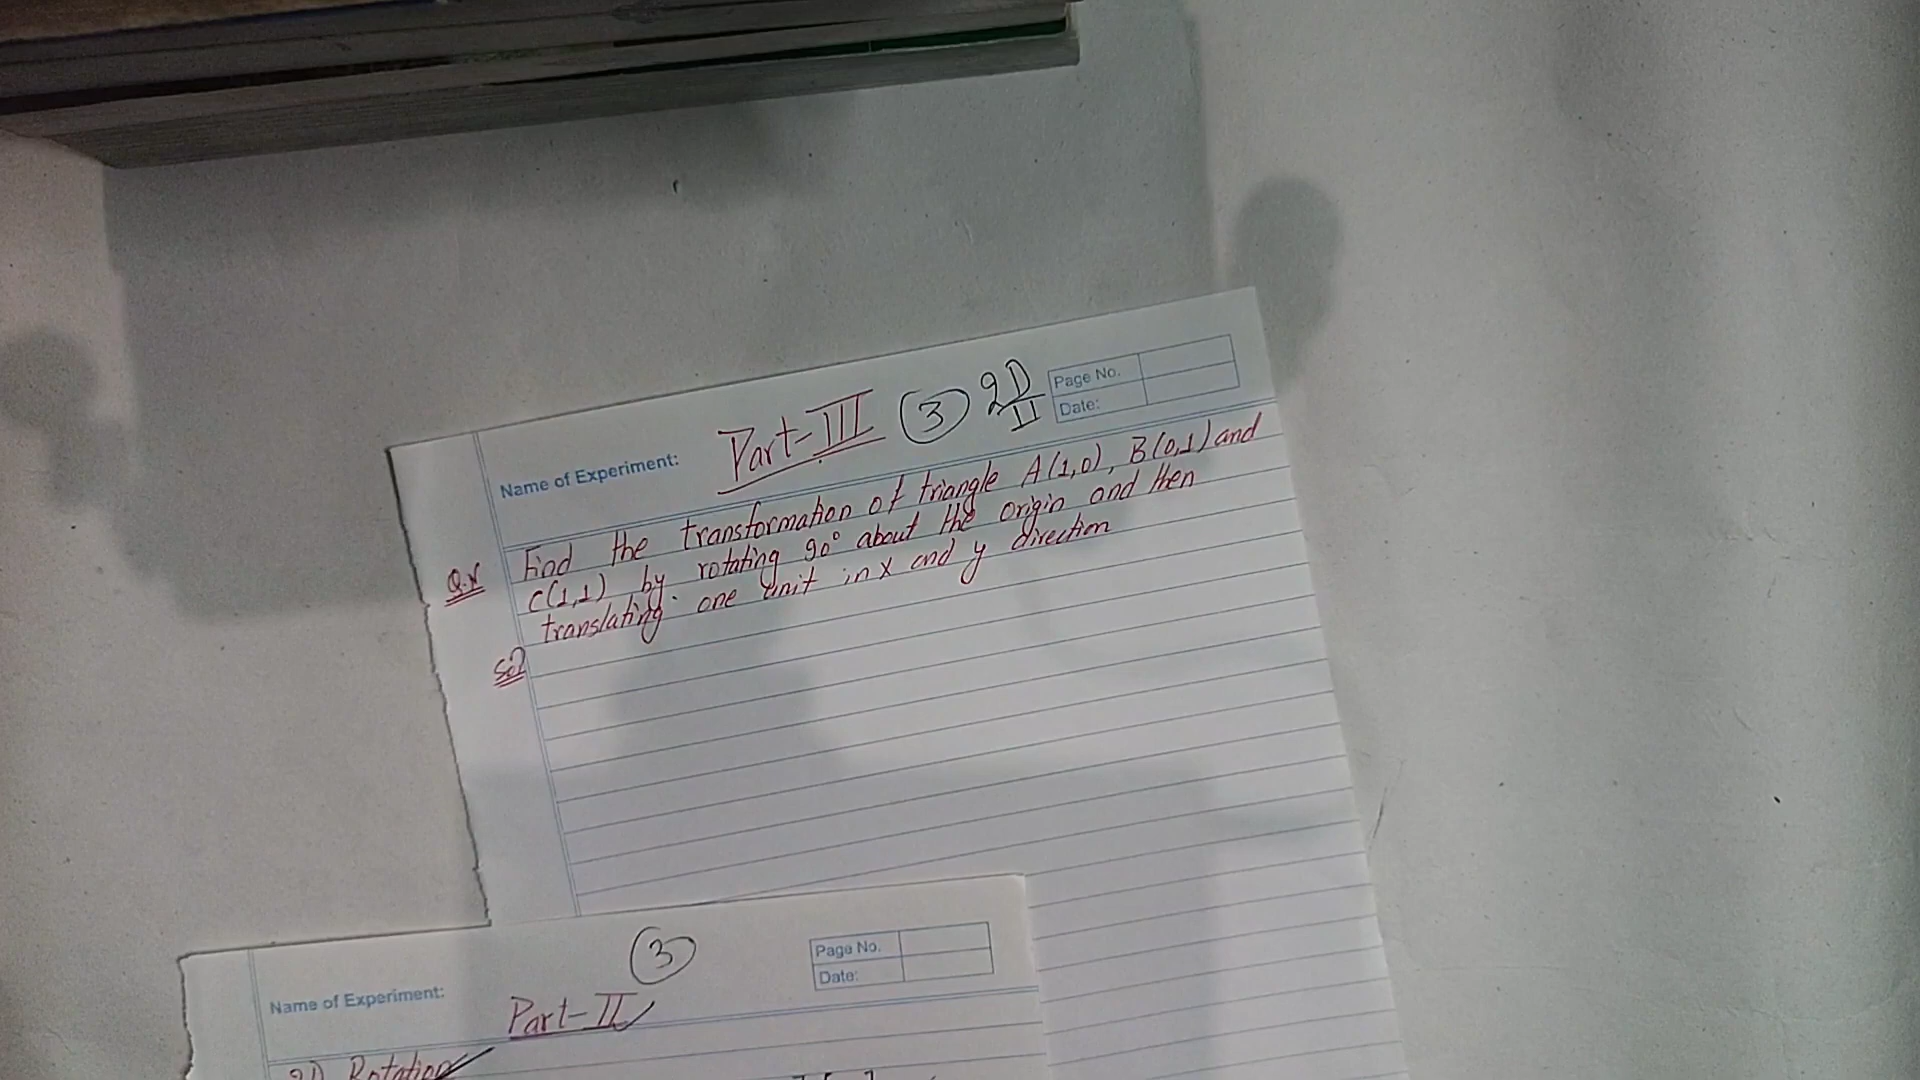 Part-III ③ 2D
II
Page No.
Date:
Name of Experiment:
Find the transformation of triangle A(1,0), B(0,1) and
C(1,1) by rotating 90° about the origin and then
translating one unit in x and y direction
Sol
③
Page No.
Date:
Name of Experiment:
Part-II
2D Rotation